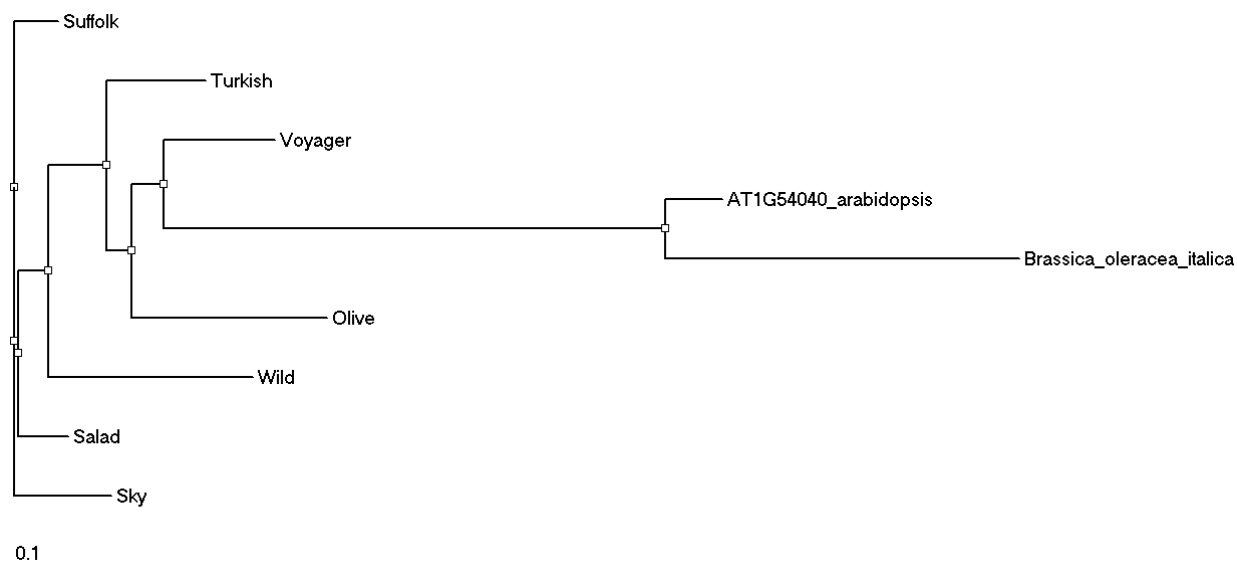 Suffolk
Turkish
Voyager
AT1G54040_arabidopsis
Brassica_oleracea_italica
Olive
Wild
Salad
Sky
0.1